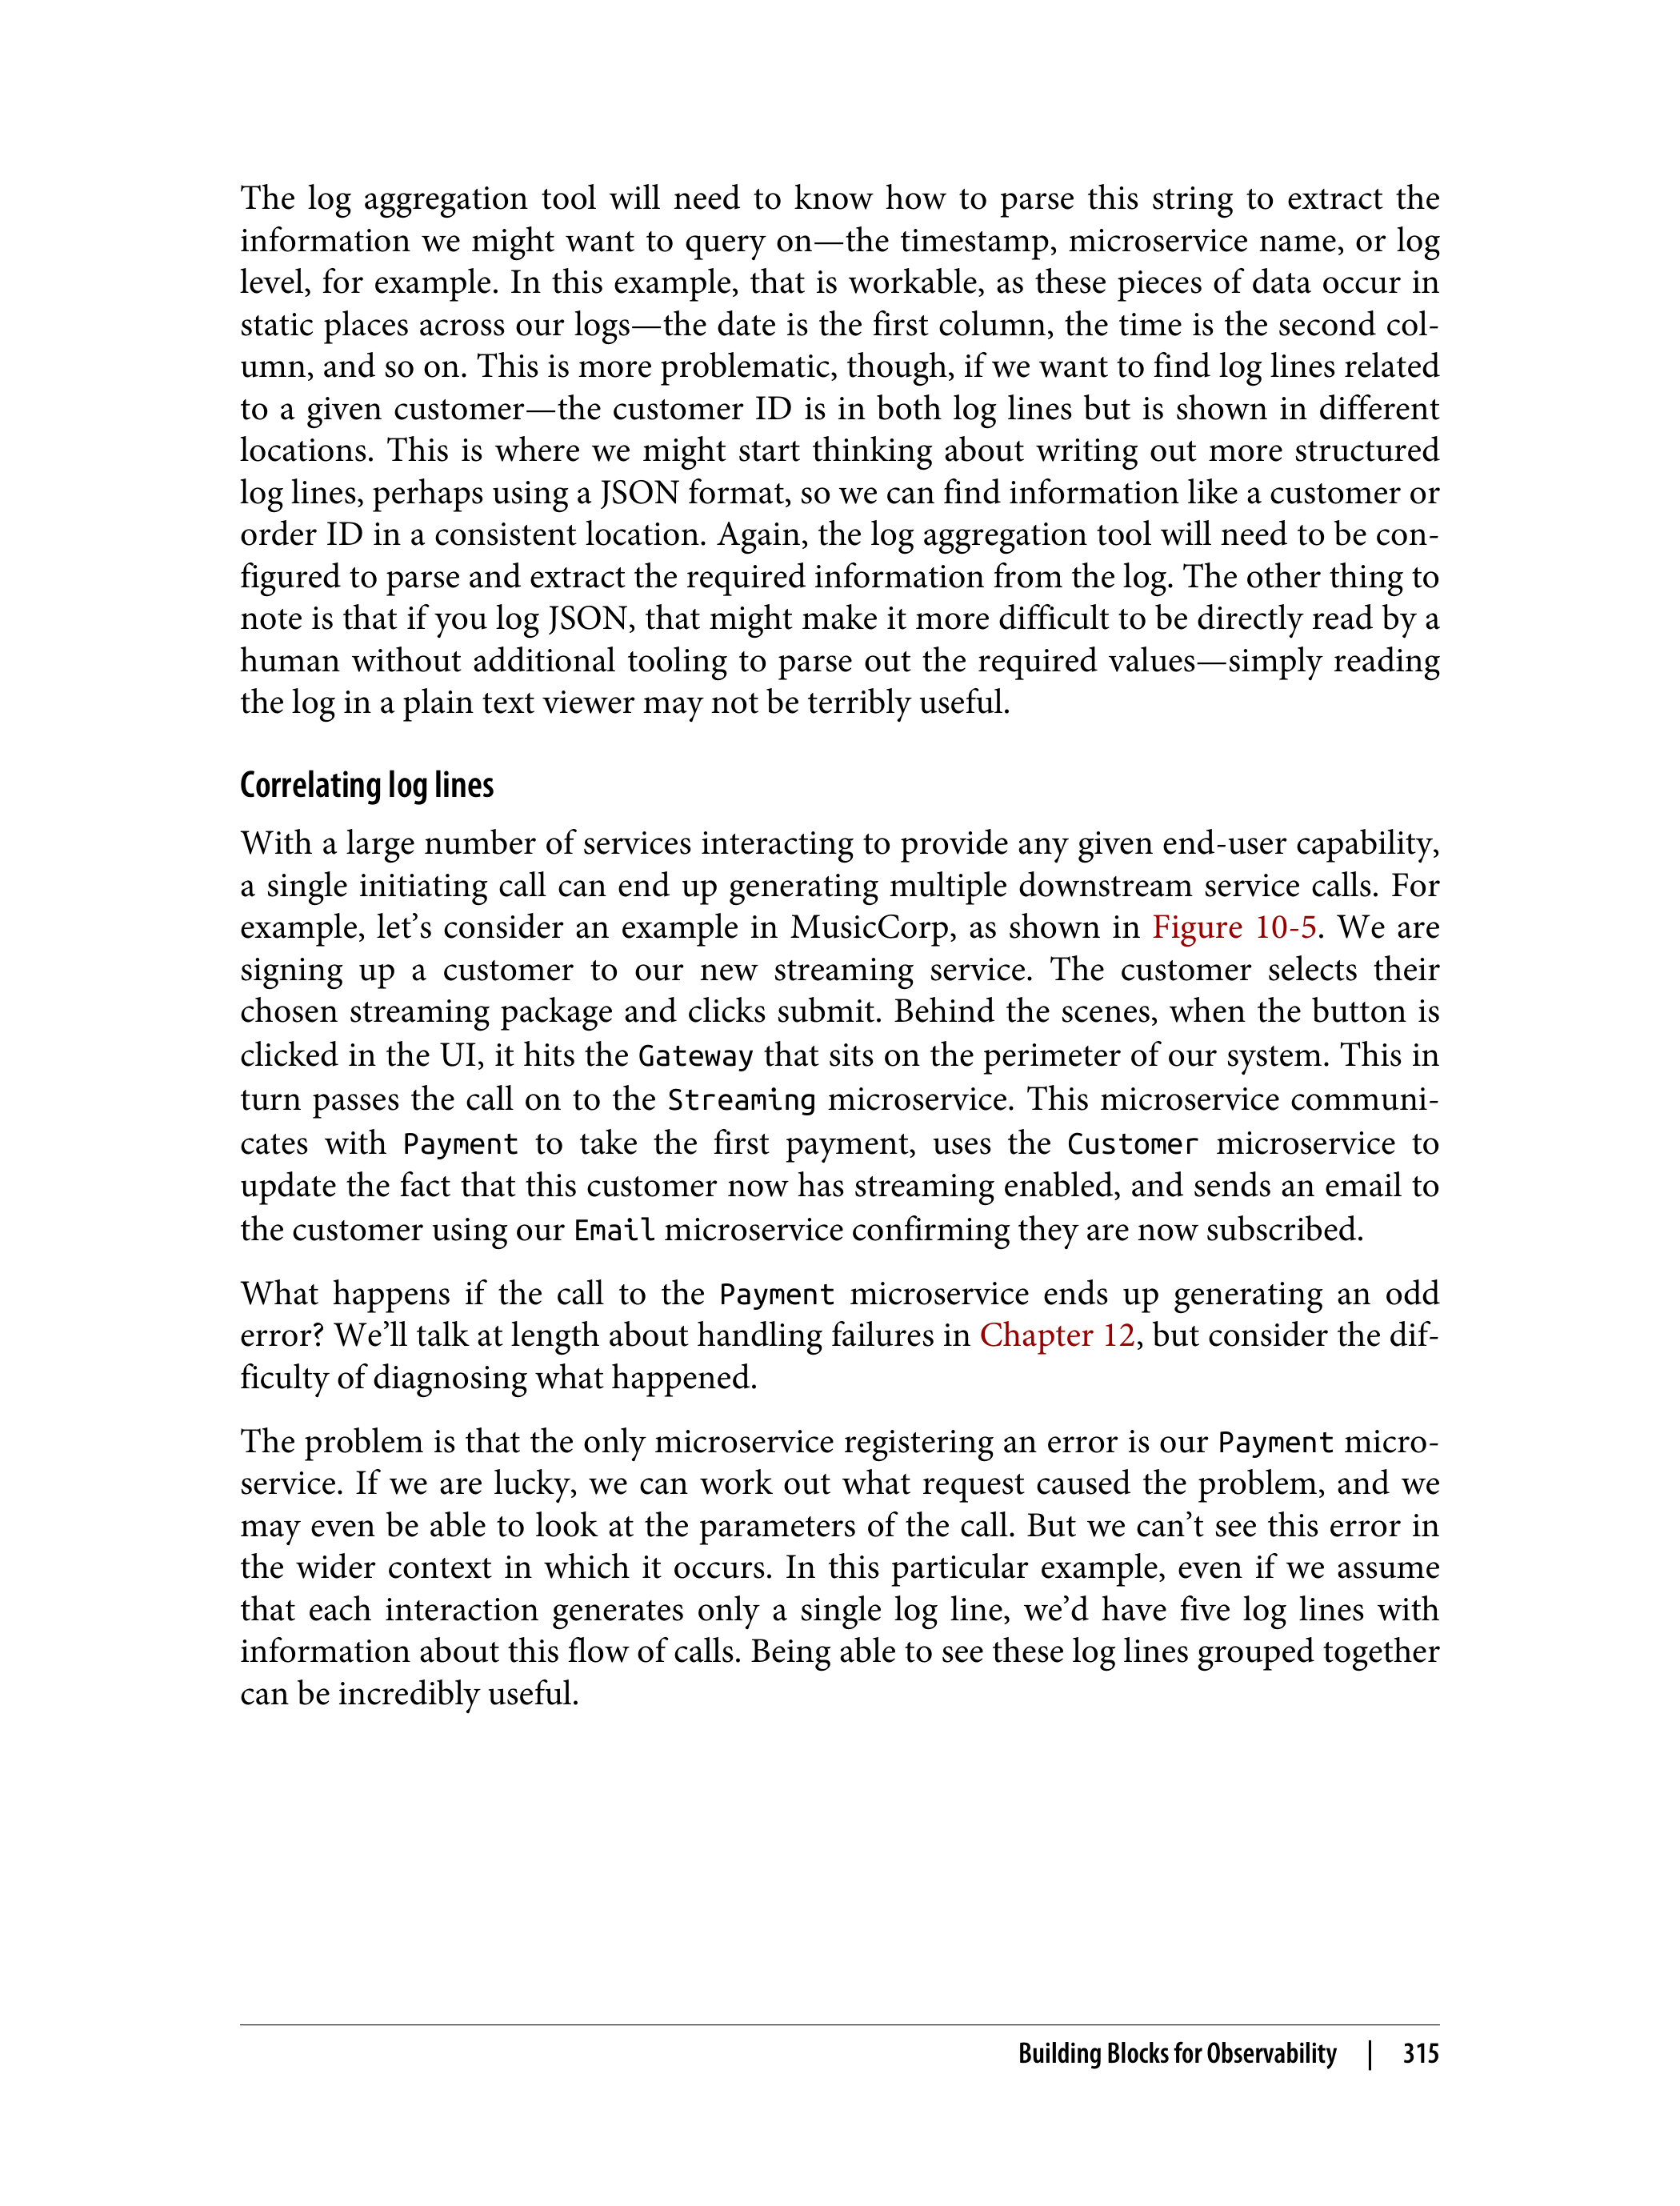 The log aggregation tool will need to know how to parse this string to extract the
information we might want to query on—the timestamp, microservice name, or log
level, for example. In this example, that is workable, as these pieces of data occur in
static places across our logs—the date is the first column, the time is the second col-
umn, and so on. This is more problematic, though, if we want to find log lines related
to a given customer—the customer ID is in both log lines but is shown in different
locations. This is where we might start thinking about writing out more structured
log lines, perhaps using a JSON format, so we can find information like a customer or
order ID in a consistent location. Again, the log aggregation tool will need to be con-
figured to parse and extract the required information from the log. The other thing to
note is that if you log JSON, that might make it more difficult to be directly read by a
human without additional tooling to parse out the required values—simply reading
the log in a plain text viewer may not be terribly useful.
Correlating log lines
With a large number of services interacting to provide any given end-user capability,
a single initiating call can end up generating multiple downstream service calls. For
example, let’s consider an example in MusicCorp, as shown in Figure 10-5. We are
signing up a customer to our new streaming service. The customer selects their
chosen streaming package and clicks submit. Behind the scenes, when the button is
clicked in the UI, it hits the Gateway that sits on the perimeter of our system. This in
turn passes the call on to the Streaming microservice. This microservice communi-
cates with Payment to take the first payment, uses the Customer microservice to
update the fact that this customer now has streaming enabled, and sends an email to
the customer using our Email microservice confirming they are now subscribed.
What happens if the call to the Payment microservice ends up generating an odd
error? We’ll talk at length about handling failures in Chapter 12, but consider the dif-
ficulty of diagnosing what happened.
The problem is that the only microservice registering an error is our Payment micro-
service. If we are lucky, we can work out what request caused the problem, and we
may even be able to look at the parameters of the call. But we can’t see this error in
the wider context in which it occurs. In this particular example, even if we assume
that each interaction generates only a single log line, we’d have five log lines with
information about this flow of calls. Being able to see these log lines grouped together
can be incredibly useful.
Building Blocks for Observability | 315